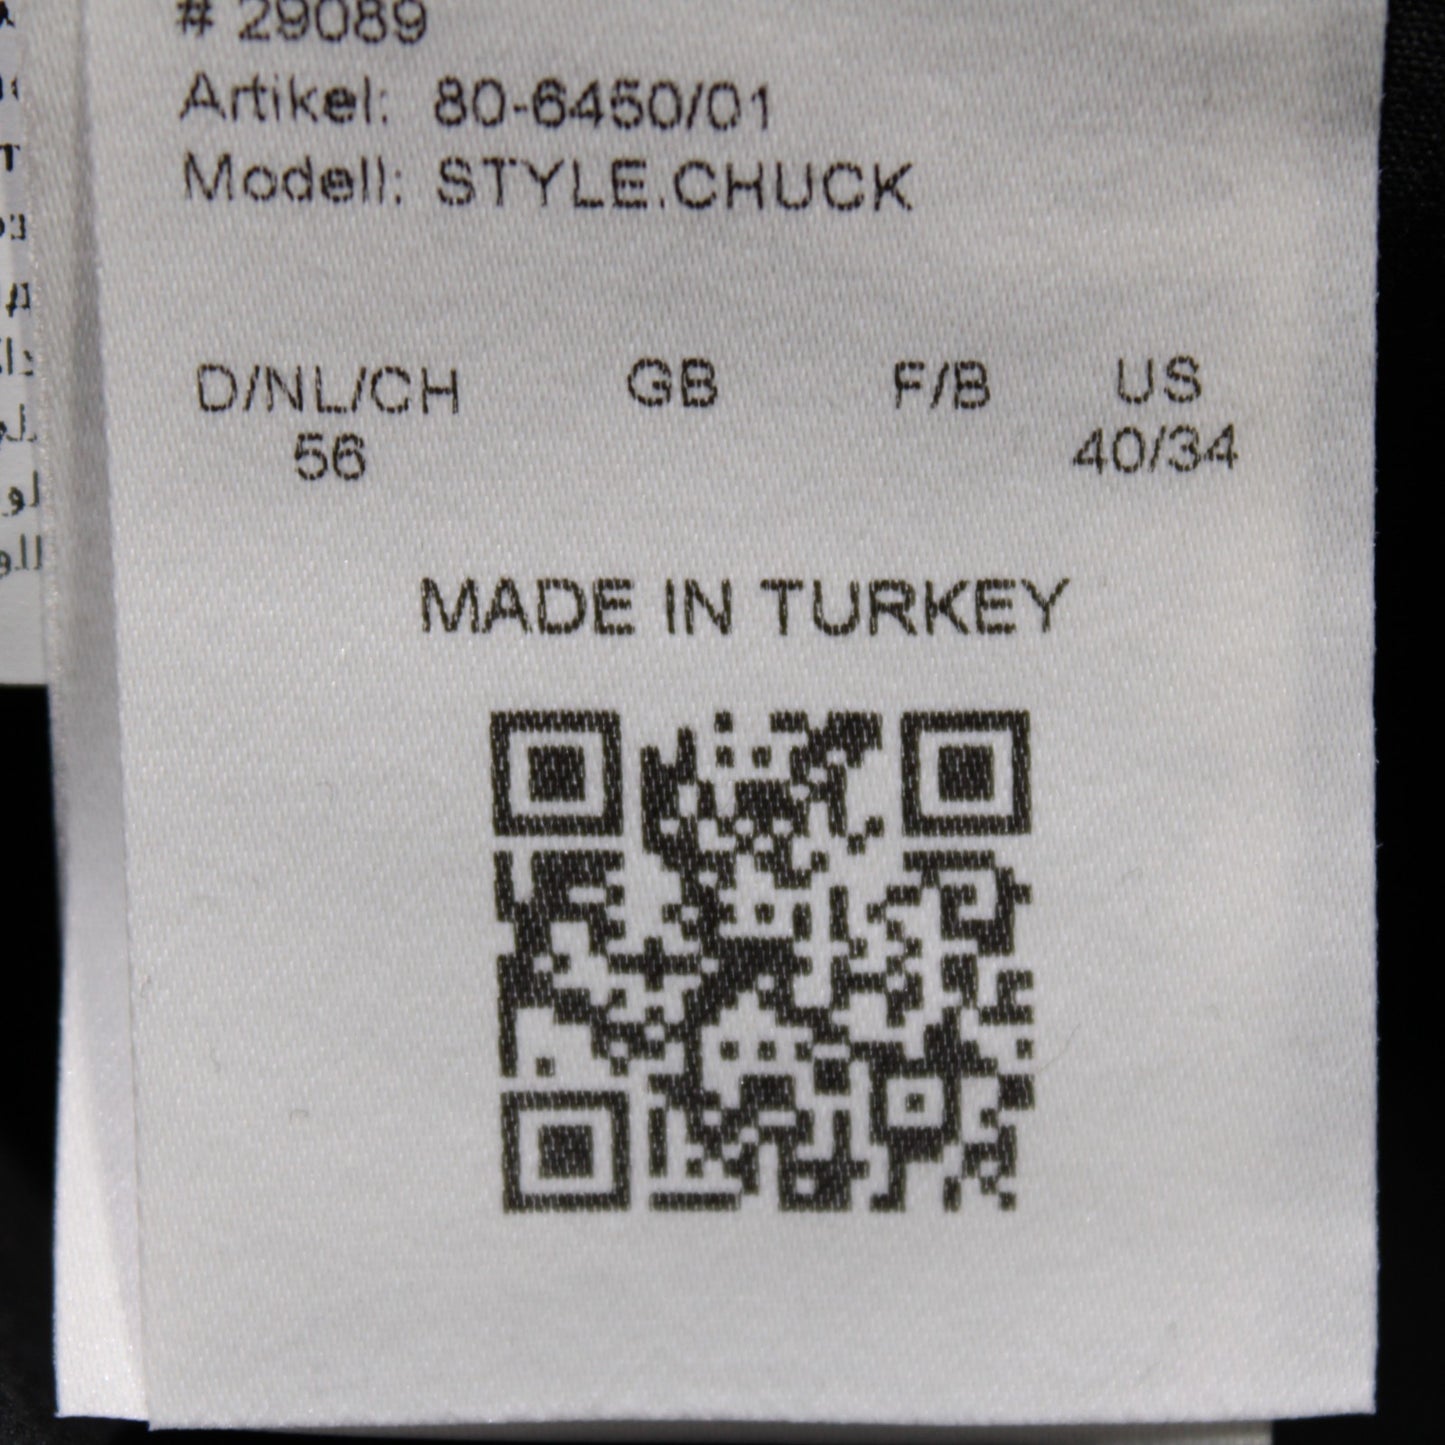 # 29089
Artikel: 80-6450/01
Modell: STYLE.CHUCK
D/NL/CH GB F/B US
56 40/34
MADE IN TURKEY